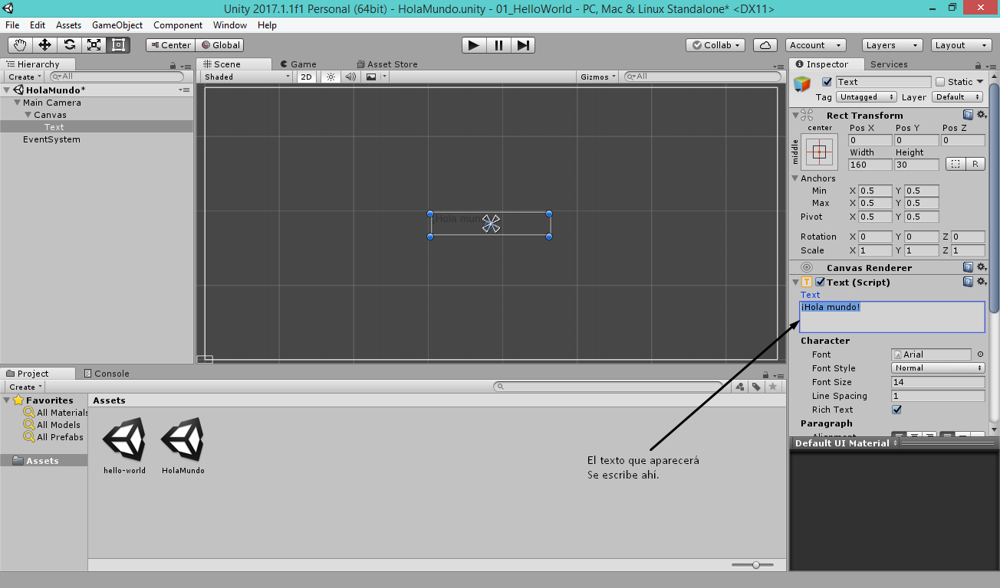 Unity 2017.1.1f1 Personal (64bit) - HolaMundo.unity - 01_HelloWorld - PC, Mac & Linux Standalone* <DX11>
File Edit Assets GameObject Component Window Help
Center Global Collab Account Layers Layout
Hierarchy
Create All
HolaMundo*
Main Camera
Canvas
Text
EventSystem
Scene Game Asset Store
Shaded 2D Gizmos All
¡Hola mun
Inspector Services
Text Static
Tag Untagged Layer Default
Rect Transform
center Pos X Pos Y Pos Z
middle 0 0 0
Width Height
160 30 R
Anchors
Min X 0.5 Y 0.5
Max X 0.5 Y 0.5
Pivot X 0.5 Y 0.5
Rotation X 0 Y 0 Z 0
Scale X 1 Y 1 Z 1
Canvas Renderer
T Text (Script)
Text
¡Hola mundo!
Character
Font Arial
Font Style Normal
Font Size 14
Line Spacing 1
Rich Text
Paragraph
Alignment
Default UI Material
Project Console
Create
Favorites
All Materials
All Models
All Prefabs
Assets
Assets
hello-world HolaMundo
El texto que aparecerá
Se escribe ahí.